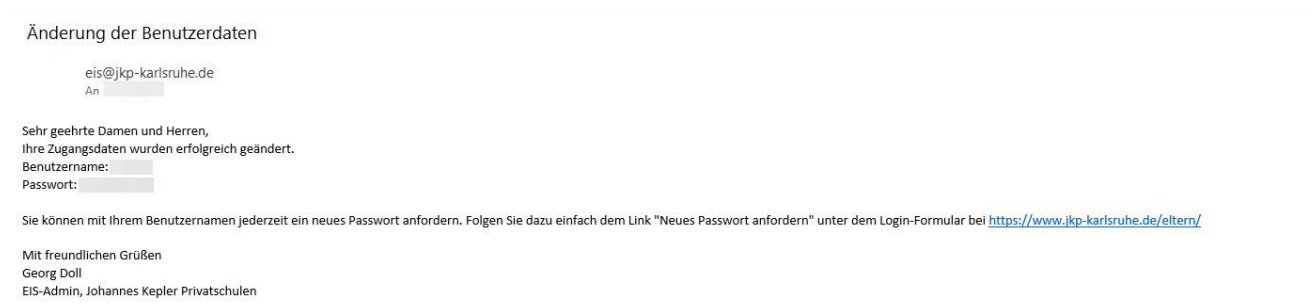 Änderung der Benutzerdaten
eis@jkp-karlsruhe.de
An
Sehr geehrte Damen und Herren,
Ihre Zugangsdaten wurden erfolgreich geändert.
Benutzername:
Passwort:
Sie können mit Ihrem Benutzernamen jederzeit ein neues Passwort anfordern. Folgen Sie dazu einfach dem Link "Neues Passwort anfordern" unter dem Login-Formular bei https://www.jkp-karlsruhe.de/eltern/
Mit freundlichen Grüßen
Georg Doll
EIS-Admin, Johannes Kepler Privatschulen